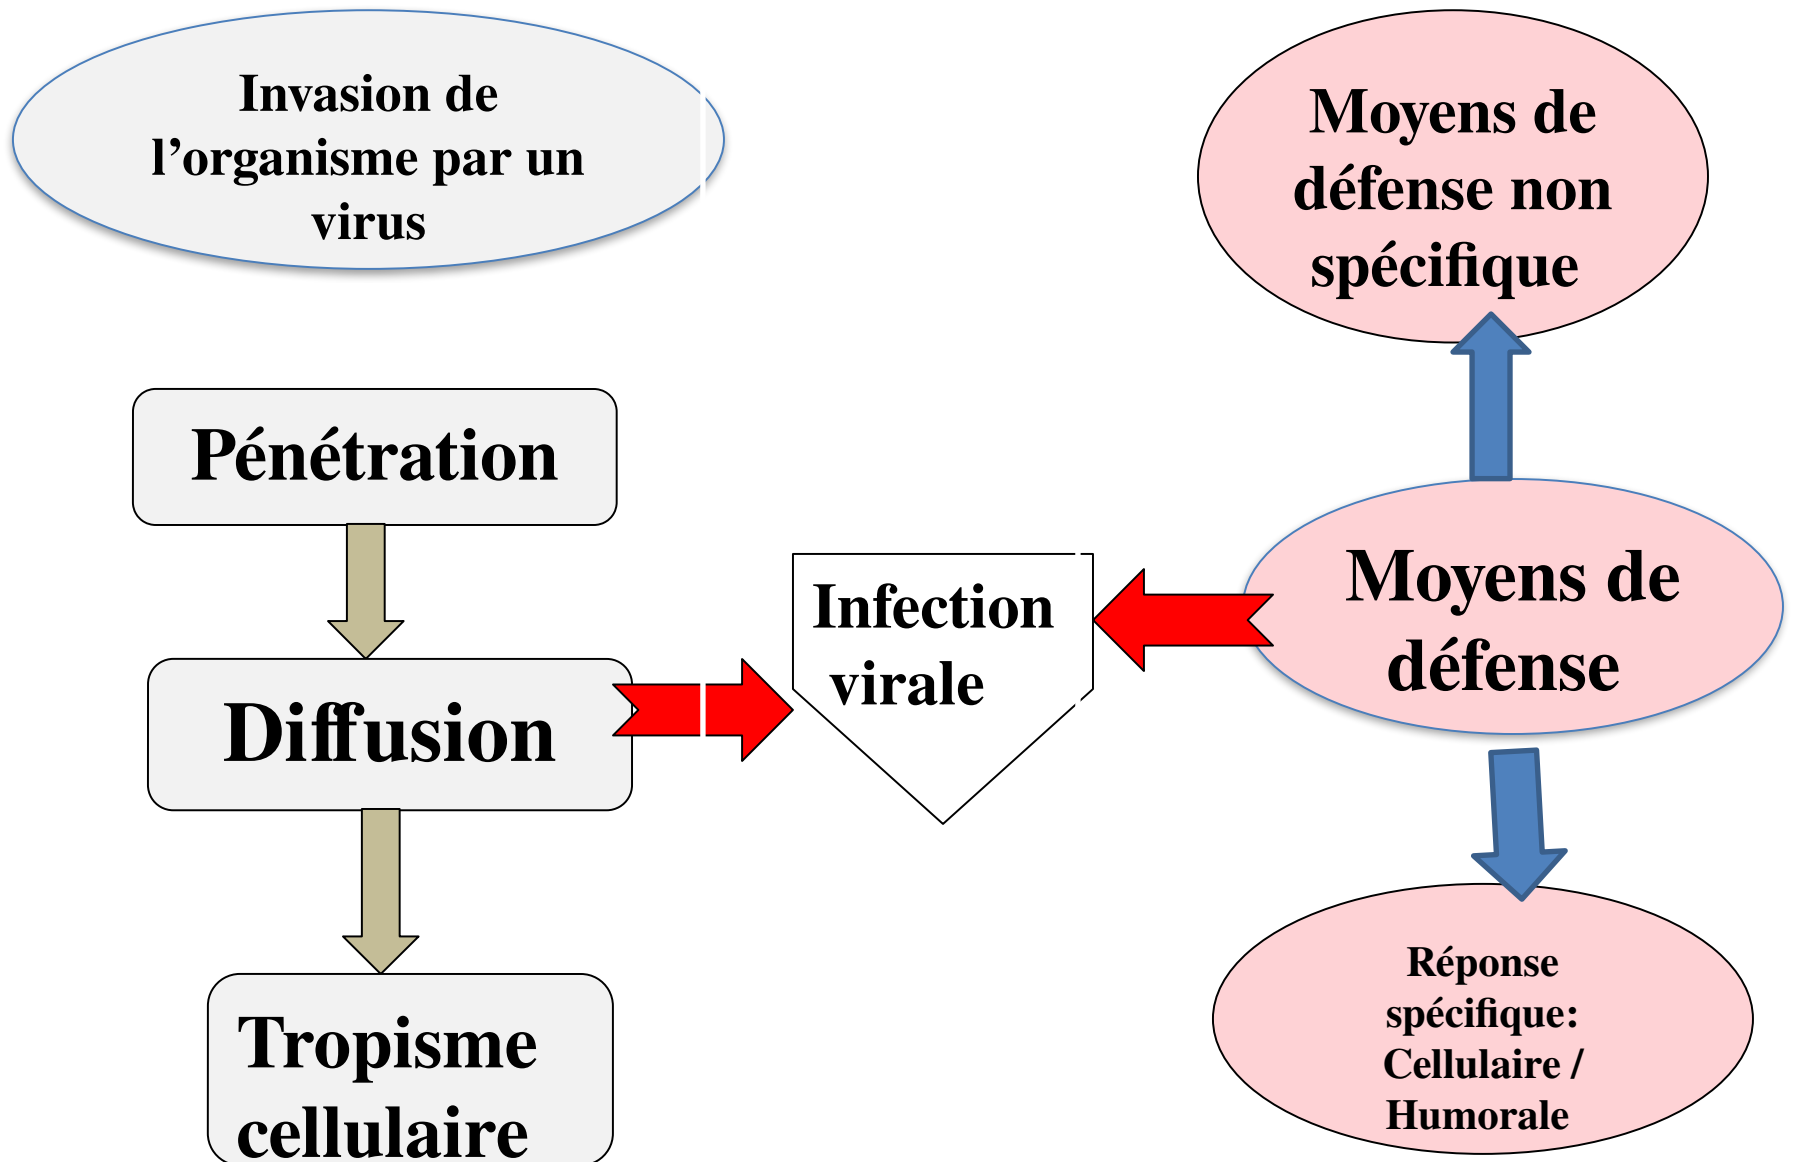 Invasion de
l’organisme par un
virus
Pénétration
Diffusion
Tropisme
cellulaire
Infection
virale
Moyens de
défense non
spécifique
Moyens de
défense
Réponse
spécifique:
Cellulaire /
Humorale